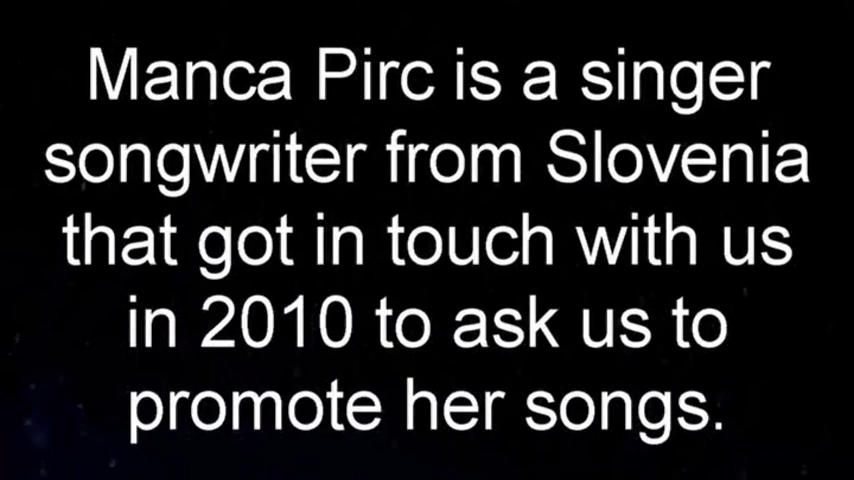 Manca Pirc is a singer
songwriter from Slovenia
that got in touch with us
in 2010 to ask us to
promote her songs.